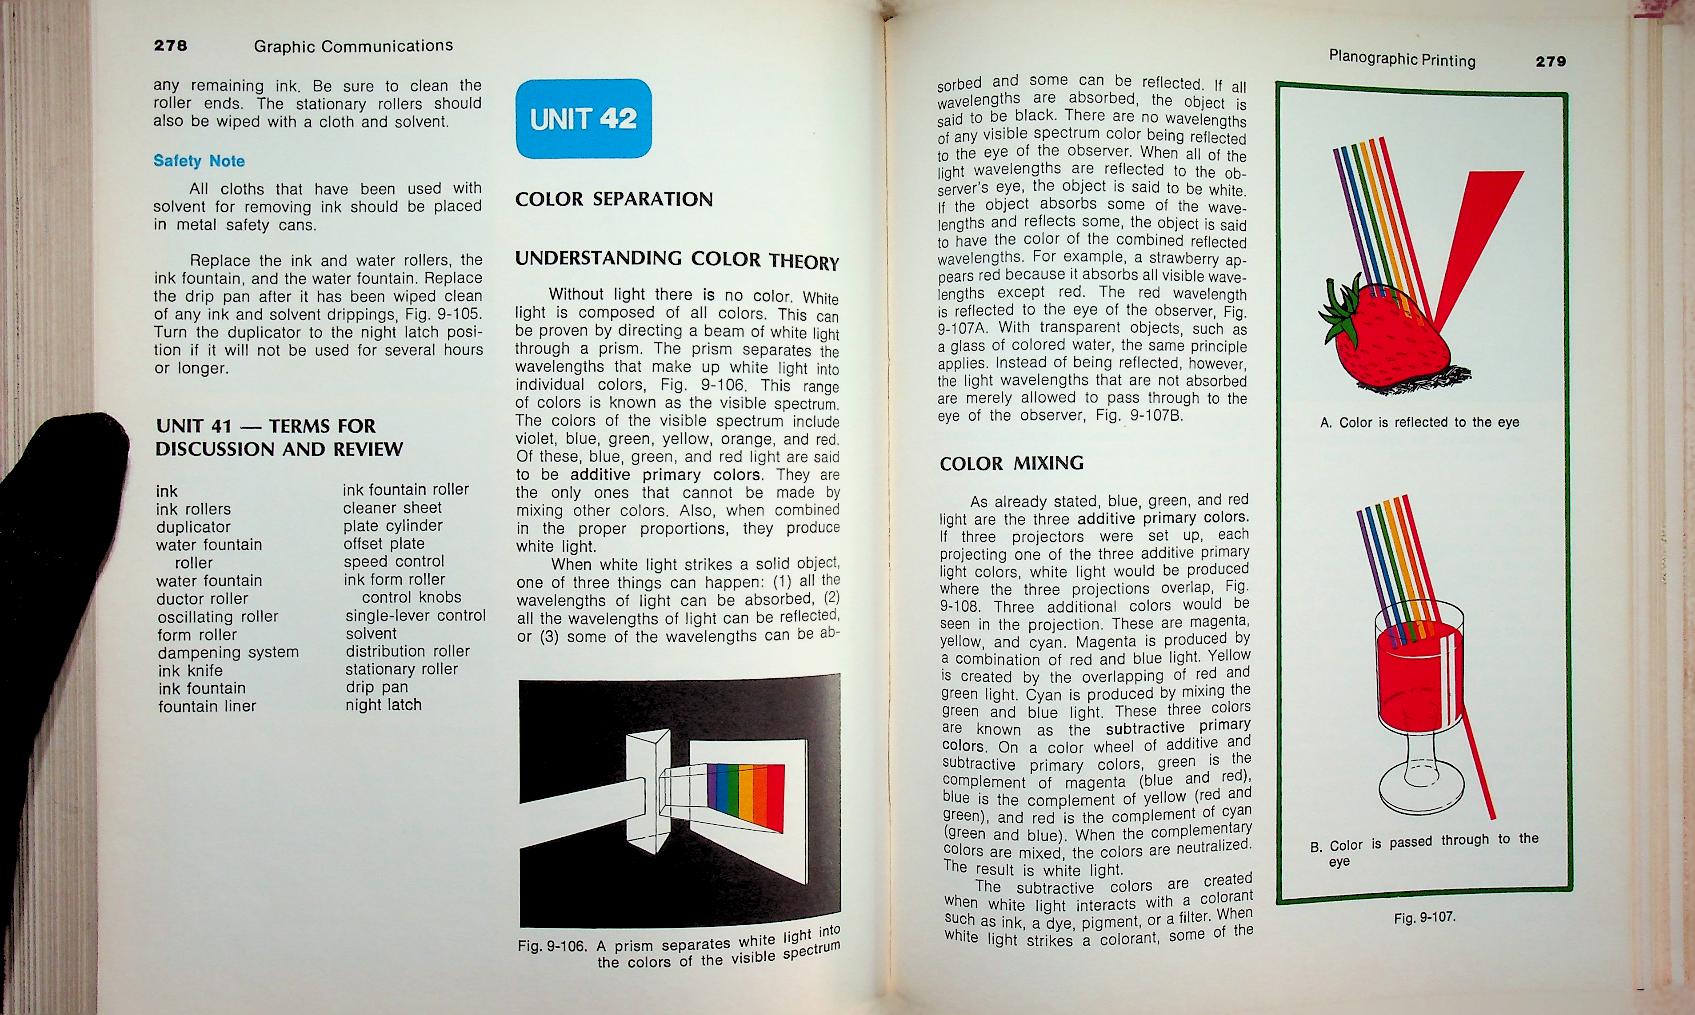 278 Graphic Communications
any remaining ink. Be sure to clean the
roller ends. The stationary rollers should
also be wiped with a cloth and solvent.
Safety Note
All cloths that have been used with
solvent for removing ink should be placed
in metal safety cans.
Replace the ink and water rollers, the
ink fountain, and the water fountain. Replace
the drip pan after it has been wiped clean
of any ink and solvent drippings, Fig. 9-105.
Turn the duplicator to the night latch posi-
tion if it will not be used for several hours
or longer.
UNIT 41 — TERMS FOR
DISCUSSION AND REVIEW
ink
ink rollers
duplicator
water fountain
roller
water fountain
ductor roller
oscillating roller
form roller
dampening system
ink knife
ink fountain
fountain liner
ink fountain roller
cleaner sheet
plate cylinder
offset plate
speed control
ink form roller
control knobs
single-lever control
solvent
distribution roller
stationary roller
drip pan
night latch
UNIT 42
COLOR SEPARATION
UNDERSTANDING COLOR THEORY
Without light there is no color. White
light is composed of all colors. This can
be proven by directing a beam of white light
through a prism. The prism separates the
wavelengths that make up white light into
individual colors, Fig. 9-106. This range
of colors is known as the visible spectrum.
The colors of the visible spectrum include
violet, blue, green, yellow, orange, and red.
Of these, blue, green, and red light are said
to be additive primary colors. They are
the only ones that cannot be made by
mixing other colors. Also, when combined
in the proper proportions, they produce
white light.
When white light strikes a solid object,
one of three things can happen: (1) all the
wavelengths of light can be absorbed, (2)
all the wavelengths of light can be reflected,
or (3) some of the wavelengths can be ab-
Fig. 9-106. A prism separates white light into
the colors of the visible spectrum
Planographic Printing 279
sorbed and some can be reflected. If all
wavelengths are absorbed, the object is
said to be black. There are no wavelengths
of any visible spectrum color being reflected
to the eye of the observer. When all of the
light wavelengths are reflected to the ob-
server's eye, the object is said to be white.
If the object absorbs some of the wave-
lengths and reflects some, the object is said
to have the color of the combined reflected
wavelengths. For example, a strawberry ap-
pears red because it absorbs all visible wave-
lengths except red. The red wavelength
is reflected to the eye of the observer, Fig.
9-107A. With transparent objects, such as
a glass of colored water, the same principle
applies. Instead of being reflected, however,
the light wavelengths that are not absorbed
are merely allowed to pass through to the
eye of the observer, Fig. 9-107B.
COLOR MIXING
As already stated, blue, green, and red
light are the three additive primary colors.
If three projectors were set up, each
projecting one of the three additive primary
light colors, white light would be produced
where the three projections overlap, Fig.
9-108. Three additional colors would be
seen in the projection. These are magenta,
yellow, and cyan. Magenta is produced by
a combination of red and blue light. Yellow
is created by the overlapping of red and
green light. Cyan is produced by mixing the
green and blue light. These three colors
are known as the subtractive primary
colors. On a color wheel of additive and
subtractive primary colors, green is the
complement of magenta (blue and red),
blue is the complement of yellow (red and
green), and red is the complement of cyan
(green and blue). When the complementary
colors are mixed, the colors are neutralized.
The result is white light.
The subtractive colors are created
when white light interacts with a colorant
such as ink, a dye, pigment, or a filter. When
white light strikes a colorant, some of the
A. Color is reflected to the eye
B. Color is passed through to the
eye
Fig. 9-107.